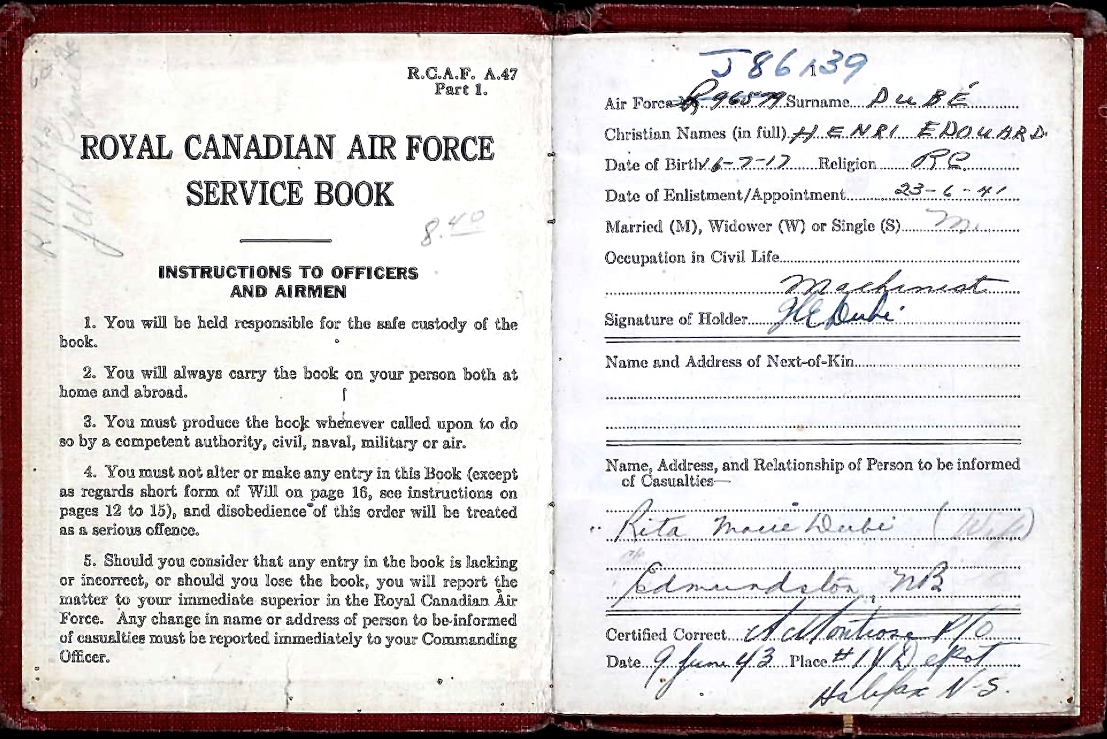 R.C.A.F. A.47
Part 1.
ROYAL CANADIAN AIR FORCE
SERVICE BOOK
8.40
INSTRUCTIONS TO OFFICERS
AND AIRMEN
1. You will be held responsible for the safe custody of the
book.
2. You will always carry the book on your person both at
home and abroad.
3. You must produce the book whenever called upon to do
so by a competent authority, civil, naval, military or air.
4. You must not alter or make any entry in this Book (except
as regards short form of Will on page 16, see instructions on
pages 12 to 15), and disobedience of this order will be treated
as a serious offence.
5. Should you consider that any entry in the book is lacking
or incorrect, or should you lose the book, you will report the
matter to your immediate superior in the Royal Canadian Air
Force. Any change in name or address of person to be informed
of casualties must be reported immediately to your Commanding
Officer.
J86139
Air Force Surname DUBÉ
Christian Names (in full) HENRI EDOUARD
Date of Birth 16-7-17 Religion RC
Date of Enlistment/Appointment 23-6-41
Married (M), Widower (W) or Single (S) M.
Occupation in Civil Life
Machinist
Signature of Holder HE Dubé
Name and Address of Next-of-Kin
Name, Address, and Relationship of Person to be informed
of Casualties—
Rita Marie Dubé (Wife)
Edmundston, NB
Certified Correct P/O
Date 9 June 43 Place Depot
Halifax N.S.